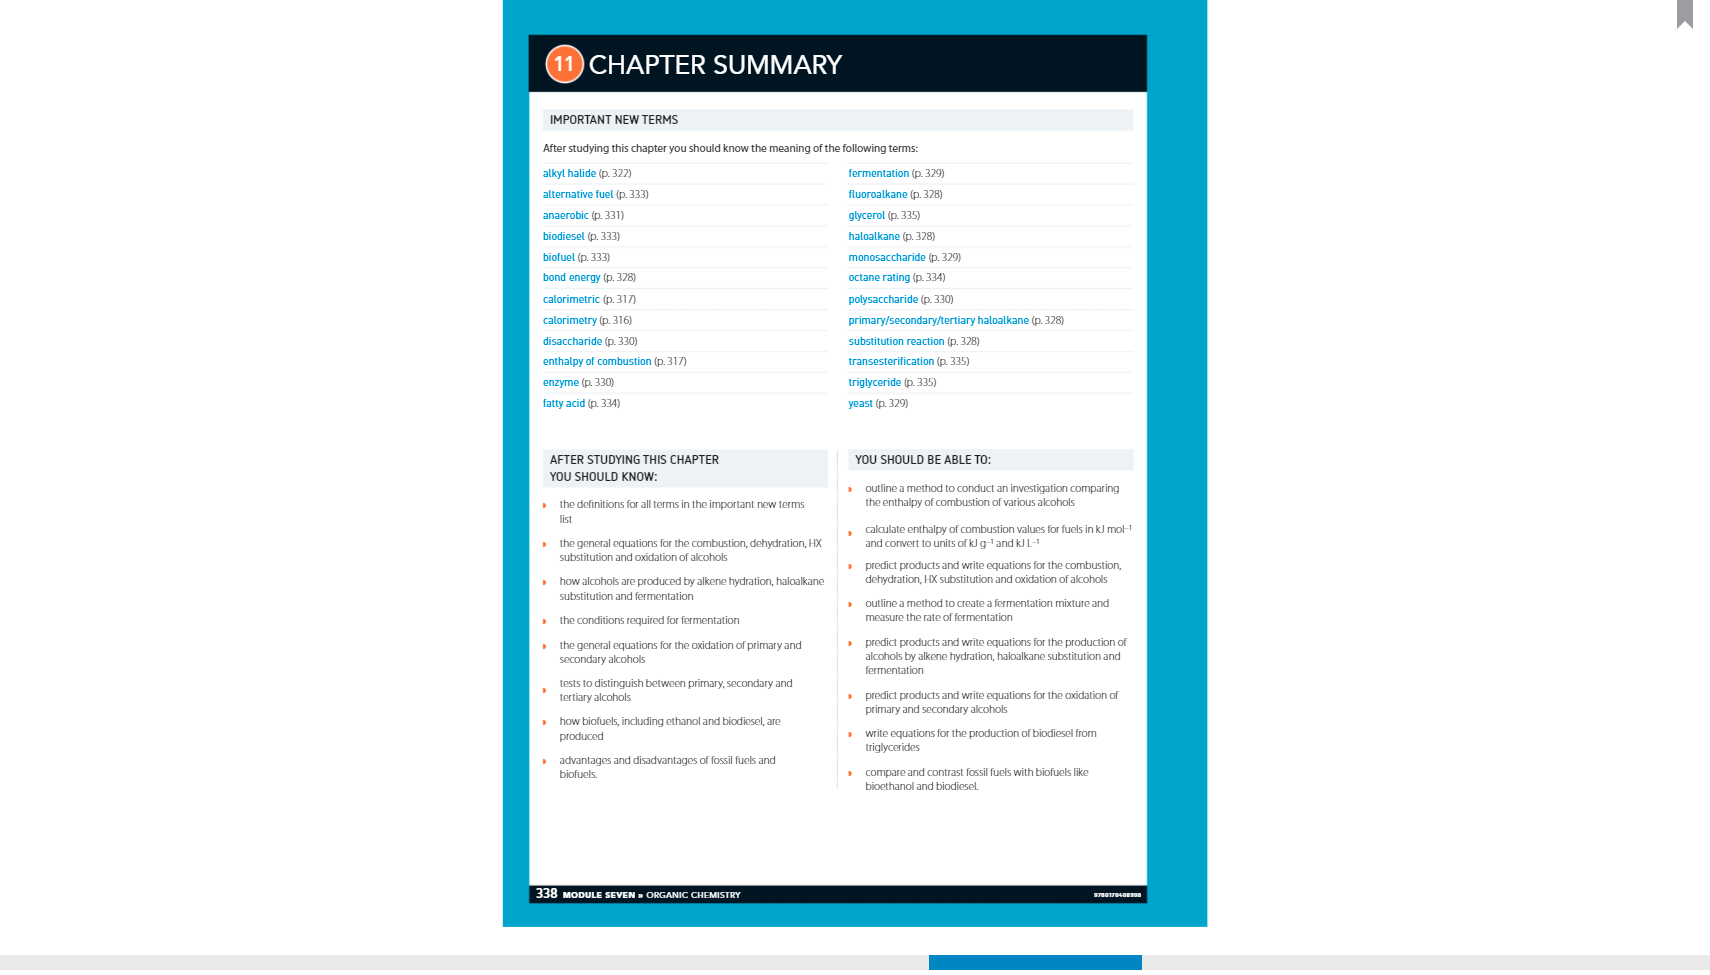 11 CHAPTER SUMMARY
IMPORTANT NEW TERMS
After studying this chapter you should know the meaning of the following terms:
alkyl halide (p. 322)
alternative fuel (p. 333)
anaerobic (p. 331)
biodiesel (p. 333)
biofuel (p. 333)
bond energy (p. 328)
calorimetric (p. 317)
calorimetry (p. 316)
disaccharide (p. 330)
enthalpy of combustion (p. 317)
enzyme (p. 330)
fatty acid (p. 334)
fermentation (p. 329)
fluoroalkane (p. 328)
glycerol (p. 335)
haloalkane (p. 328)
monosaccharide (p. 329)
octane rating (p. 334)
polysaccharide (p. 330)
primary/secondary/tertiary haloalkane (p. 328)
substitution reaction (p. 328)
transesterification (p. 335)
triglyceride (p. 335)
yeast (p. 329)
AFTER STUDYING THIS CHAPTER
YOU SHOULD KNOW:
the definitions for all terms in the important new terms
list
the general equations for the combustion, dehydration, HX
substitution and oxidation of alcohols
how alcohols are produced by alkene hydration, haloalkane
substitution and fermentation
the conditions required for fermentation
the general equations for the oxidation of primary and
secondary alcohols
tests to distinguish between primary, secondary and
tertiary alcohols
how biofuels, including ethanol and biodiesel, are
produced
advantages and disadvantages of fossil fuels and
biofuels.
YOU SHOULD BE ABLE TO:
outline a method to conduct an investigation comparing
the enthalpy of combustion of various alcohols
calculate enthalpy of combustion values for fuels in kJ mol⁻¹
and convert to units of kJ g⁻¹ and kJ L⁻¹
predict products and write equations for the combustion,
dehydration, HX substitution and oxidation of alcohols
outline a method to create a fermentation mixture and
measure the rate of fermentation
predict products and write equations for the production of
alcohols by alkene hydration, haloalkane substitution and
fermentation
predict products and write equations for the oxidation of
primary and secondary alcohols
write equations for the production of biodiesel from
triglycerides
compare and contrast fossil fuels with biofuels like
bioethanol and biodiesel.
338 MODULE SEVEN » ORGANIC CHEMISTRY
9780170408998